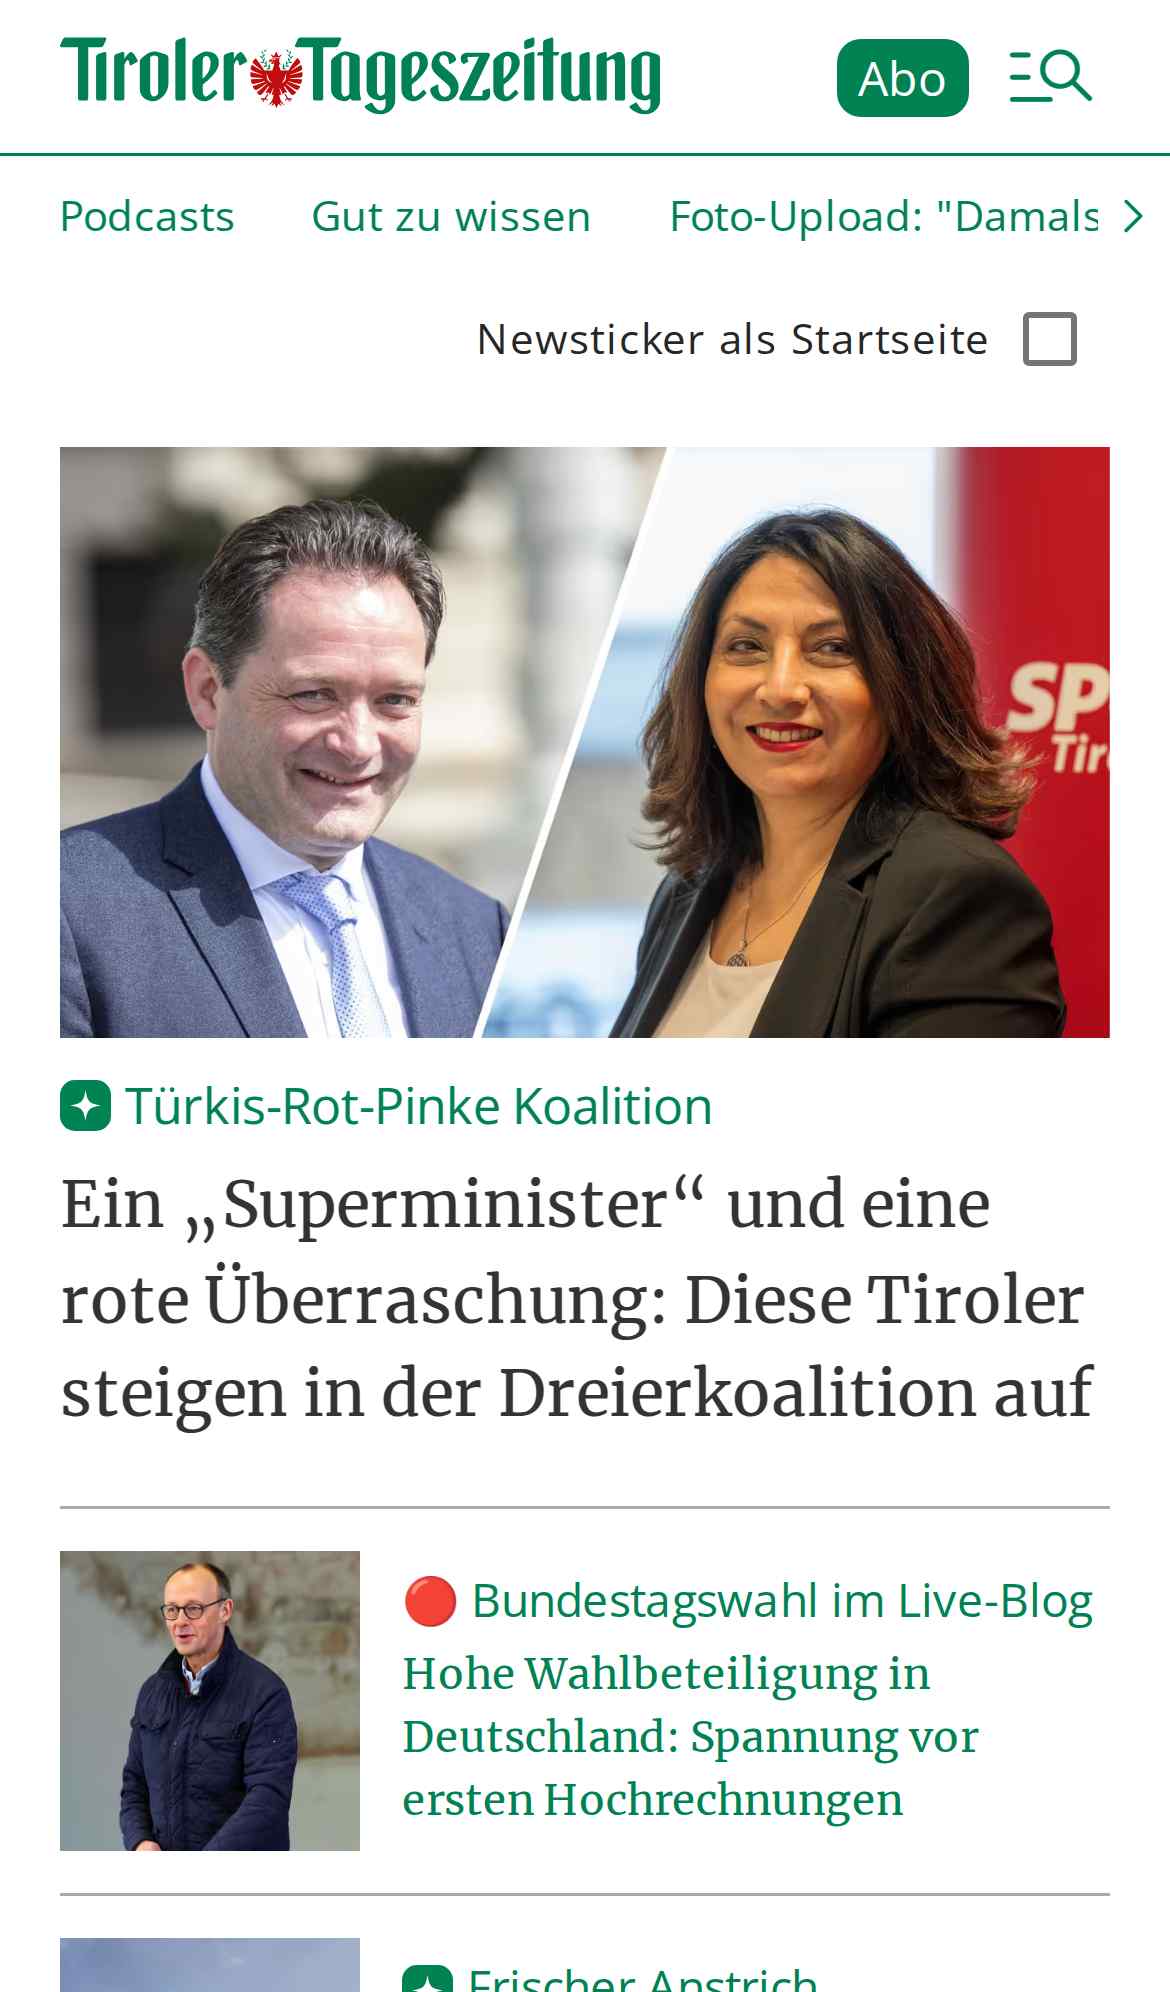 Tiroler Tageszeitung
Abo
Podcasts Gut zu wissen Foto-Upload: "Damals
Newsticker als Startseite
SP
Tir
Türkis-Rot-Pinke Koalition
Ein „Superminister“ und eine
rote Überraschung: Diese Tiroler
steigen in der Dreierkoalition auf
Bundestagswahl im Live-Blog
Hohe Wahlbeteiligung in
Deutschland: Spannung vor
ersten Hochrechnungen
Frischer Anstrich